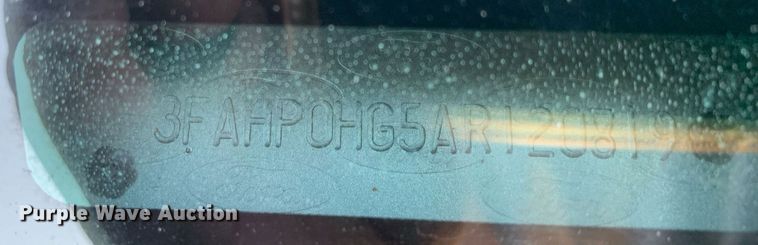 3FAHP0HG5AR120819
Purple Wave Auction